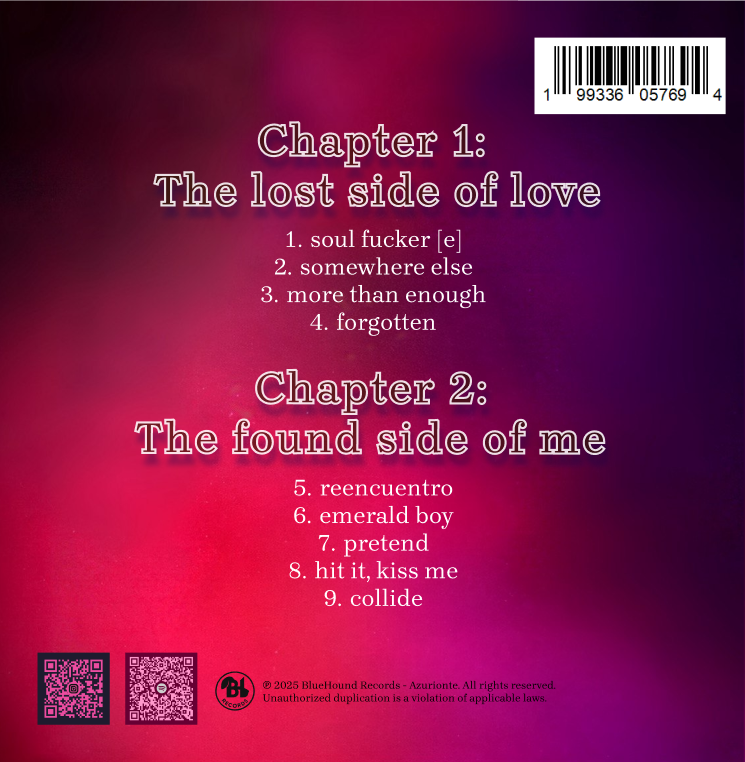 1 99336 05769 4
Chapter 1:
The lost side of love
1. soul fucker [e]
2. somewhere else
3. more than enough
4. forgotten
Chapter 2:
The found side of me
5. reencuentro
6. emerald boy
7. pretend
8. hit it, kiss me
9. collide
BH
RECORDS
℗ 2025 BlueHound Records - Azurionte. All rights reserved.
Unauthorized duplication is a violation of applicable laws.